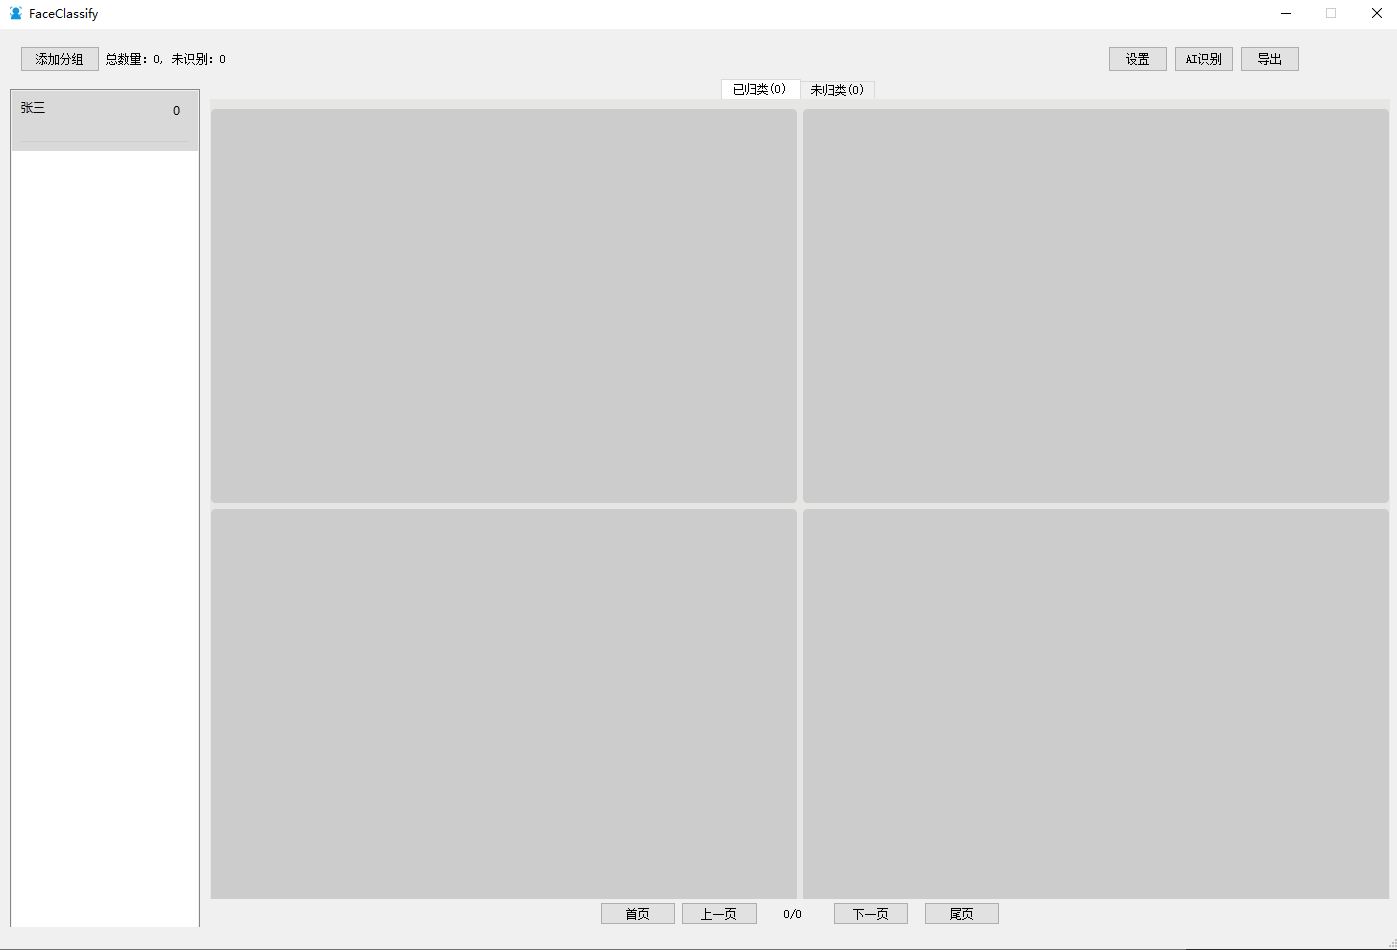 FaceClassify
添加分组 总数量：0, 未识别：0 设置 AI识别 导出
已归类(0) 未归类(0)
张三 0
首页 上一页 0/0 下一页 尾页